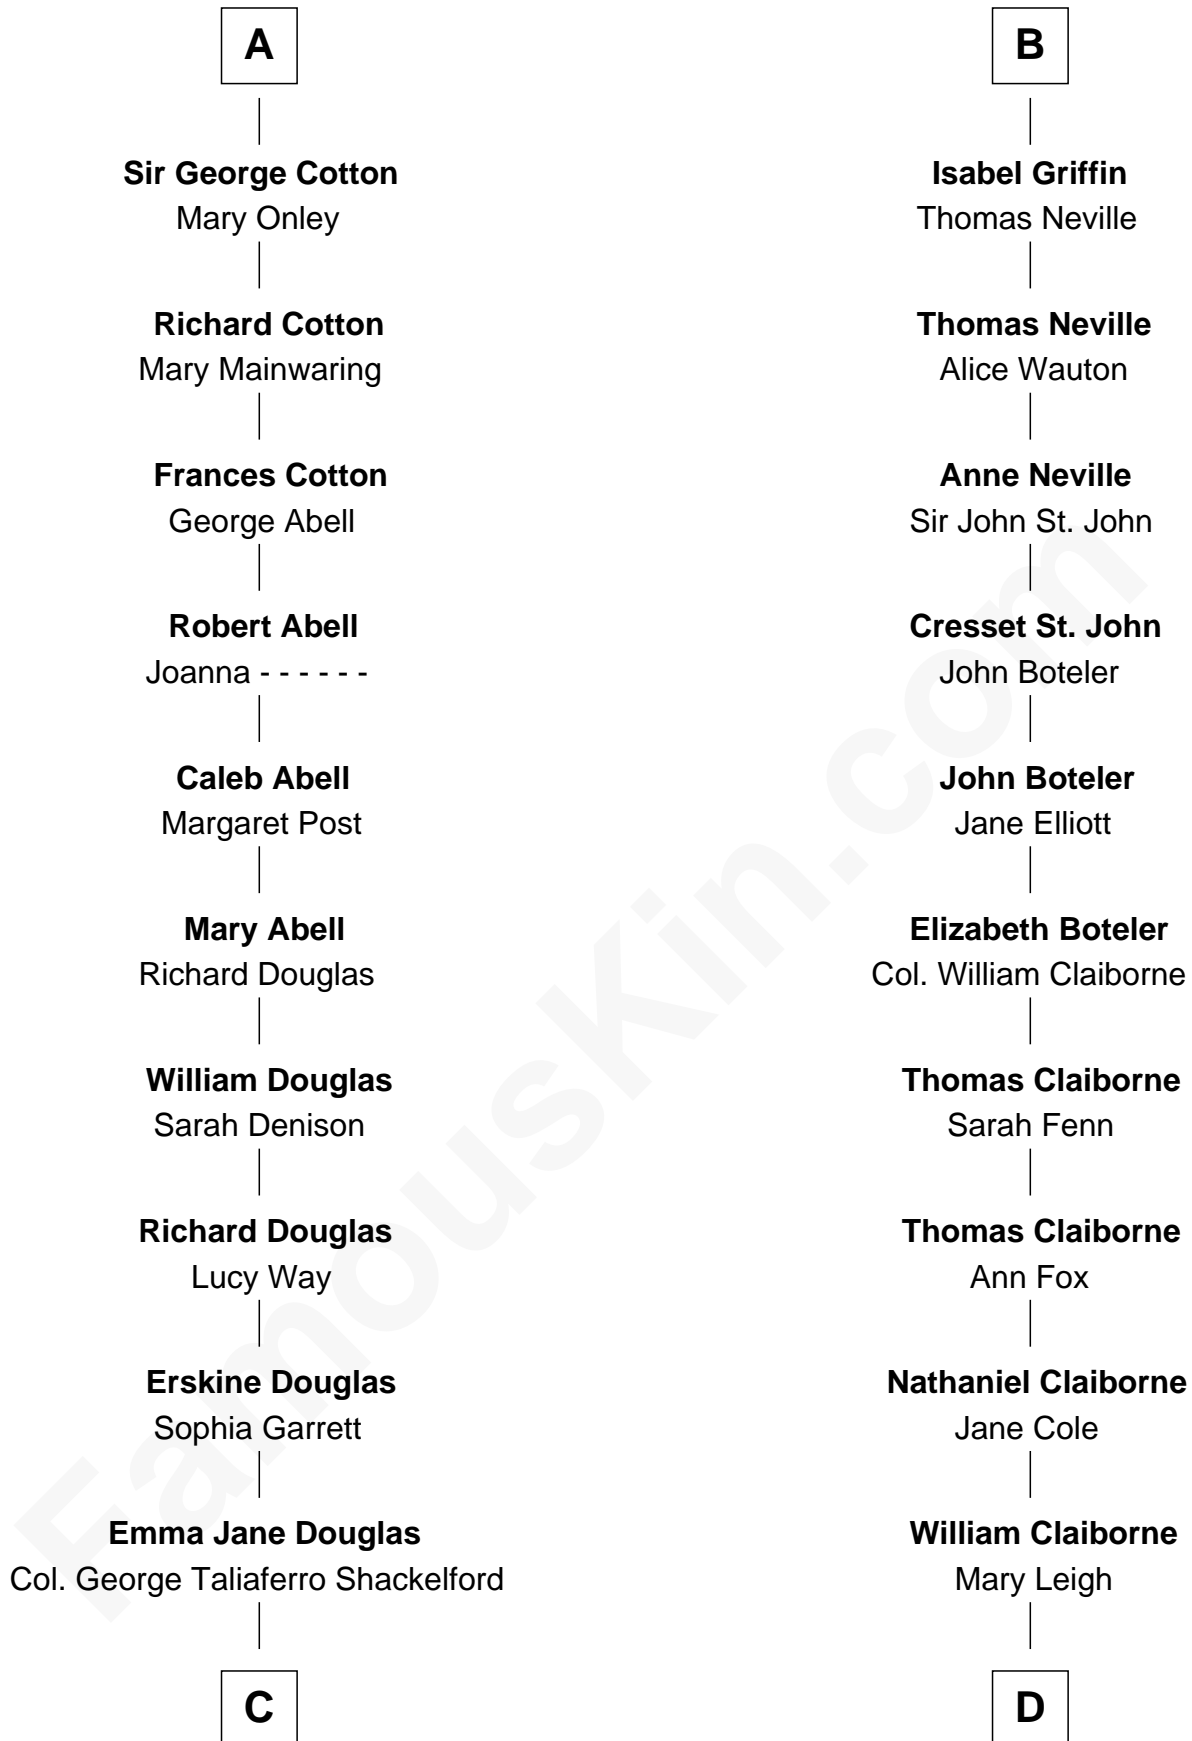 A
Sir George Cotton
Mary Onley
Richard Cotton
Mary Mainwaring
Frances Cotton
George Abell
Robert Abell
Joanna - - - - - -
Caleb Abell
Margaret Post
Mary Abell
Richard Douglas
William Douglas
Sarah Denison
Richard Douglas
Lucy Way
Erskine Douglas
Sophia Garrett
Emma Jane Douglas
Col. George Taliaferro Shackelford
C
B
Isabel Griffin
Thomas Neville
Thomas Neville
Alice Wauton
Anne Neville
Sir John St. John
Cresset St. John
John Boteler
John Boteler
Jane Elliott
Elizabeth Boteler
Col. William Claiborne
Thomas Claiborne
Sarah Fenn
Thomas Claiborne
Ann Fox
Nathaniel Claiborne
Jane Cole
William Claiborne
Mary Leigh
D
FamousKin.com